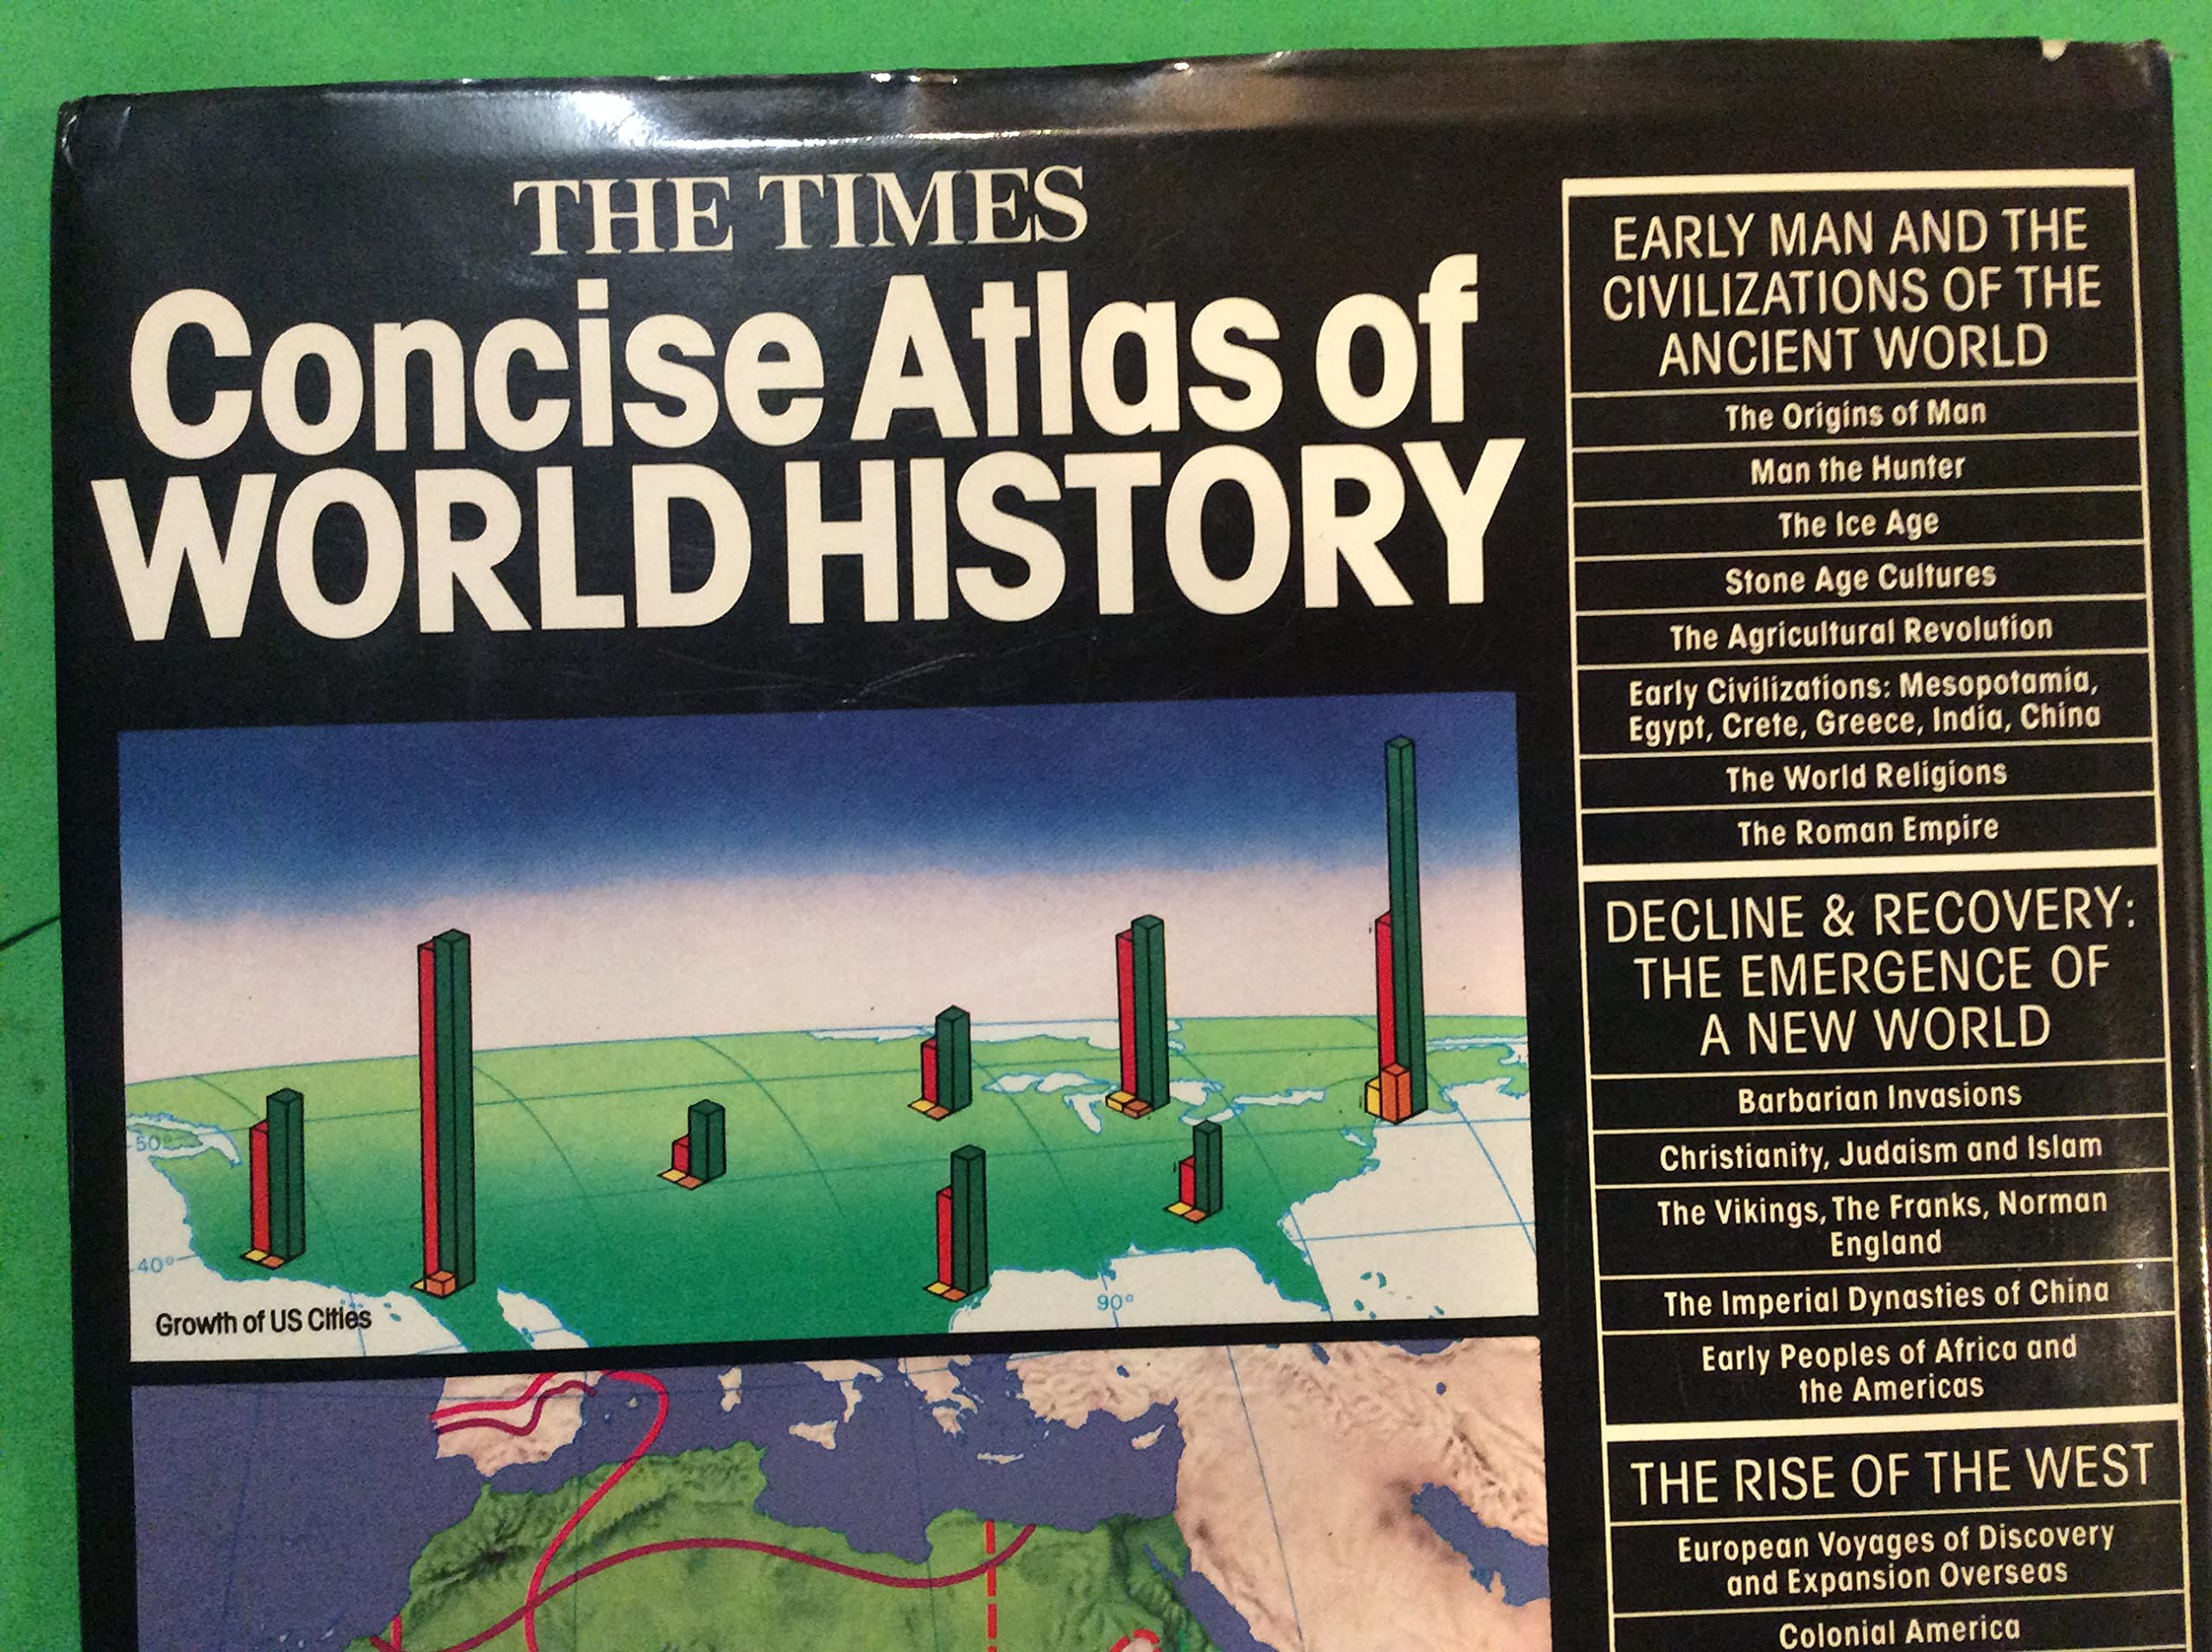 THE TIMES
Concise Atlas of
WORLD HISTORY
50°
40°
90°
Growth of US Cities
EARLY MAN AND THE
CIVILIZATIONS OF THE
ANCIENT WORLD
The Origins of Man
Man the Hunter
The Ice Age
Stone Age Cultures
The Agricultural Revolution
Early Civilizations: Mesopotamia,
Egypt, Crete, Greece, India, China
The World Religions
The Roman Empire
DECLINE & RECOVERY:
THE EMERGENCE OF
A NEW WORLD
Barbarian Invasions
Christianity, Judaism and Islam
The Vikings, The Franks, Norman
England
The Imperial Dynasties of China
Early Peoples of Africa and
the Americas
THE RISE OF THE WEST
European Voyages of Discovery
and Expansion Overseas
Colonial America